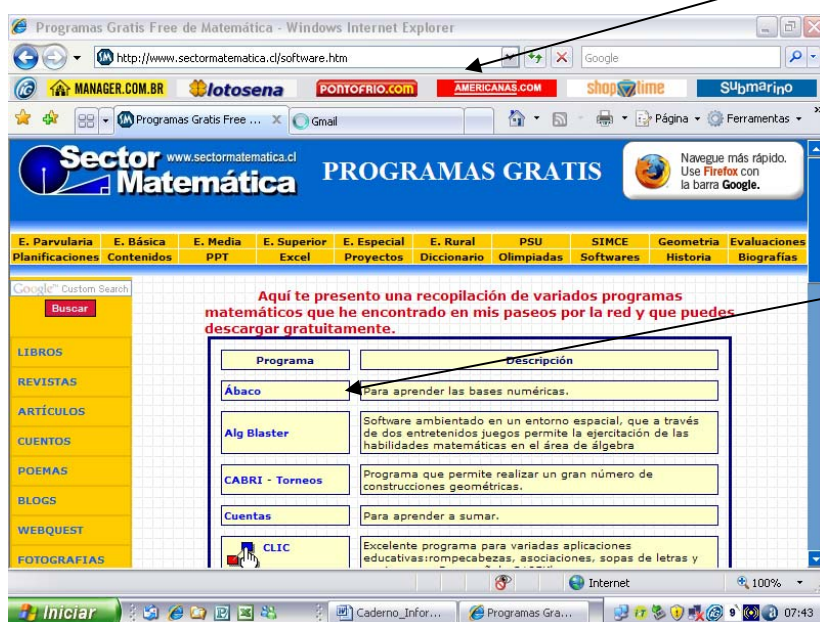 Programas Gratis Free de Matemática - Windows Internet Explorer
http://www.sectormatematica.cl/software.htm
Google
MANAGER.COM.BR lotosena PONTOFRIO.COM AMERICANAS.COM shoptime Submarino
Programas Gratis Free ... X Gmail
Página Ferramentas »
Sector Matemática
www.sectormatematica.cl
PROGRAMAS GRATIS
Navegue más rápido.
Use Firefox con
la barra Google.
E. Parvularia E. Básica E. Media E. Superior E. Especial E. Rural PSU SIMCE Geometria Evaluaciones
Planificaciones Contenidos PPT Excel Proyectos Diccionario Olimpiadas Softwares Historia Biografías
Google™ Custom Search
Buscar
LIBROS
REVISTAS
ARTÍCULOS
CUENTOS
POEMAS
BLOGS
WEBQUEST
FOTOGRAFIAS
Aquí te presento una recopilación de variados programas
matemáticos que he encontrado en mis paseos por la red y que puedes
descargar gratuitamente.
Programa Descripción
Ábaco Para aprender las bases numéricas.
Alg Blaster
Software ambientado en un entorno espacial, que a través
de dos entretenidos juegos permite la ejercitación de las
habilidades matemáticas en el área de álgebra
CABRI - Torneos
Programa que permite realizar un gran número de
construcciones geométricas.
Cuentas Para aprender a sumar.
CLIC
Excelente programa para variadas aplicaciones
educativas:rompecabezas, asociaciones, sopas de letras y
Internet 100%
Iniciar Caderno_Infor... Programas Gra... 07:43